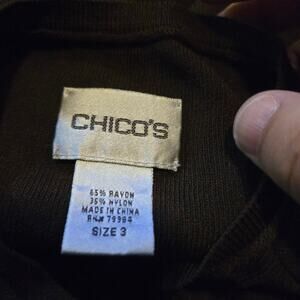 CHICO'S
65% RAYON
35% NYLON
MADE IN CHINA
RN# 79984
SIZE 3